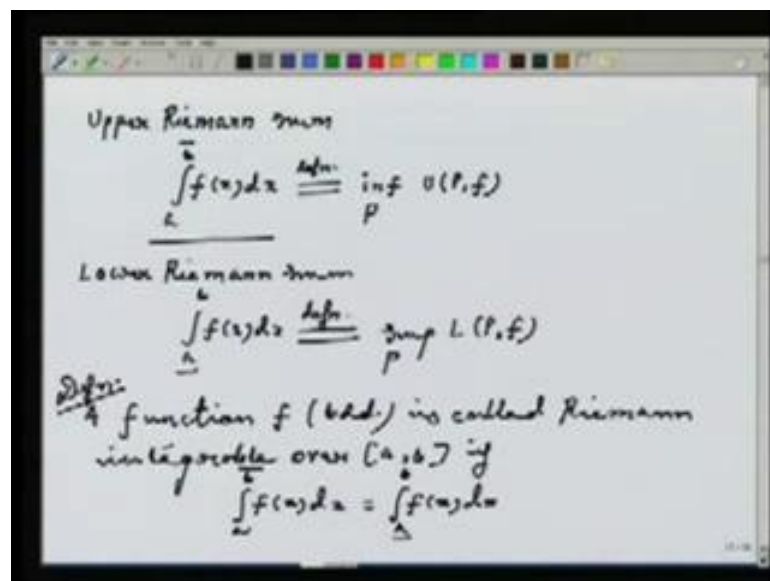 Upper Riemann sum
∫_a^b̅ f(x)dx =(defn.) inf_P U(P,f)
Lower Riemann sum
∫_a̲^b f(x)dx =(defn.) sup_P L(P,f)
Defn:
A function f (bdd.) is called Riemann
integrable over [a,b] if
∫_a^b̅ f(x)dx = ∫_a̲^b f(x)dx